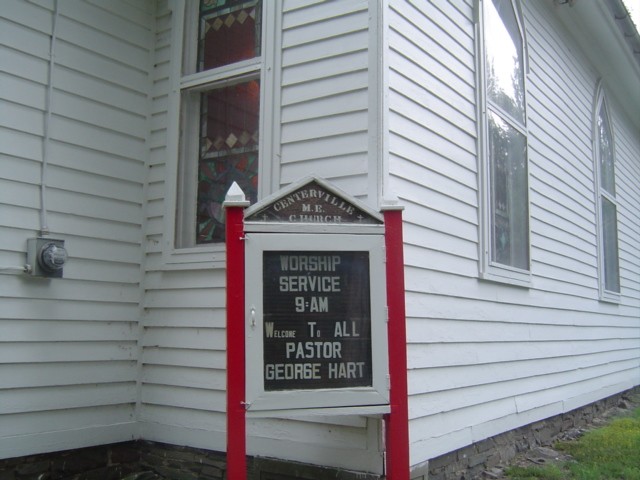 CENTERVILLE
M.E.
CHURCH
WORSHIP
SERVICE
9:AM
WELCOME TO ALL
PASTOR
GEORGE HART